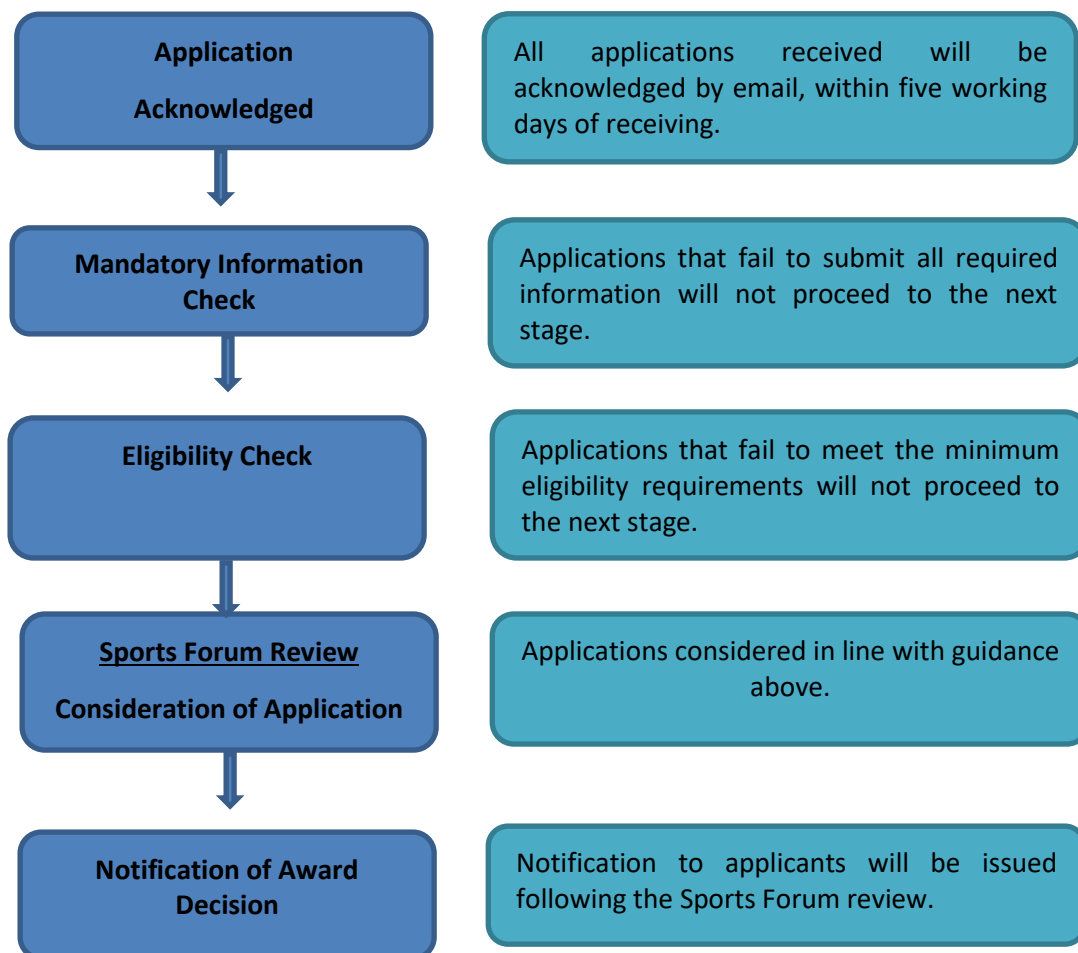 Application
Acknowledged
All applications received will be
acknowledged by email, within five working
days of receiving.
Mandatory Information
Check
Applications that fail to submit all required
information will not proceed to the next
stage.
Eligibility Check
Applications that fail to meet the minimum
eligibility requirements will not proceed to
the next stage.
Sports Forum Review
Consideration of Application
Applications considered in line with guidance
above.
Notification of Award
Decision
Notification to applicants will be issued
following the Sports Forum review.